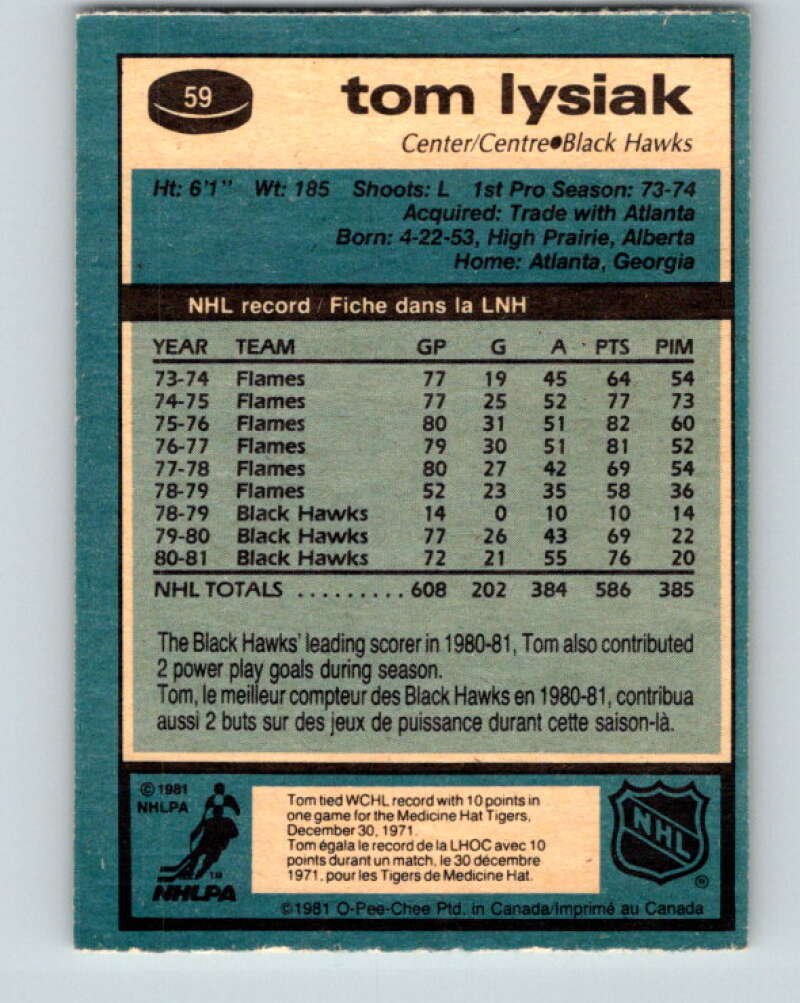 59
tom lysiak
Center/Centre●Black Hawks
Ht: 6'1" Wt: 185 Shoots: L 1st Pro Season: 73-74
Acquired: Trade with Atlanta
Born: 4-22-53, High Prairie, Alberta
Home: Atlanta, Georgia
NHL record / Fiche dans la LNH
YEAR TEAM GP G A PTS PIM
73-74 Flames 77 19 45 64 54
74-75 Flames 77 25 52 77 73
75-76 Flames 80 31 51 82 60
76-77 Flames 79 30 51 81 52
77-78 Flames 80 27 42 69 54
78-79 Flames 52 23 35 58 36
78-79 Black Hawks 14 0 10 10 14
79-80 Black Hawks 77 26 43 69 22
80-81 Black Hawks 72 21 55 76 20
NHL TOTALS ......... 608 202 384 586 385
The Black Hawks' leading scorer in 1980-81, Tom also contributed
2 power play goals during season.
Tom, le meilleur compteur des Black Hawks en 1980-81, contribua
aussi 2 buts sur des jeux de puissance durant cette saison-là.
© 1981
NHLPA
NHLPA
Tom tied WCHL record with 10 points in
one game for the Medicine Hat Tigers,
December 30, 1971.
Tom égala le record de la LHOC avec 10
points durant un match, le 30 décembre
1971, pour les Tigres de Medicine Hat.
NHL
®
©1981 O-Pee-Chee Ptd. in Canada/Imprimé au Canada